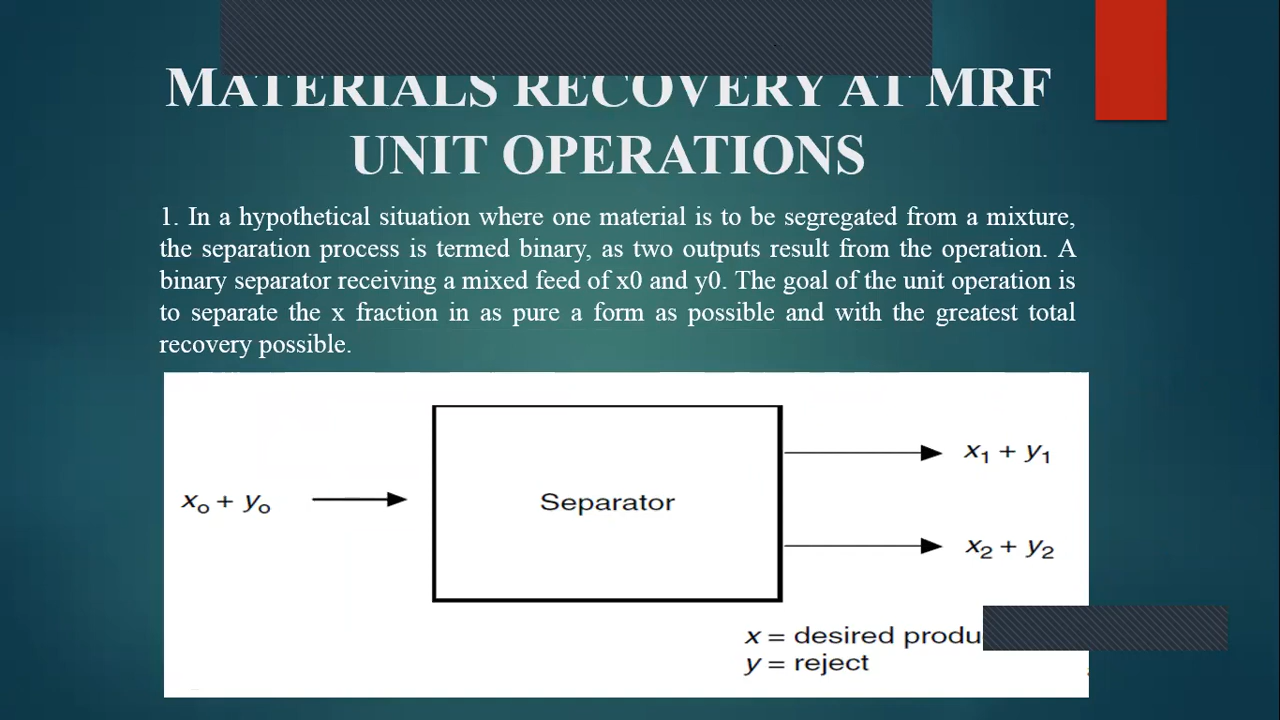 MATERIALS RECOVERY AT MRF
UNIT OPERATIONS
1. In a hypothetical situation where one material is to be segregated from a mixture,
the separation process is termed binary, as two outputs result from the operation. A
binary separator receiving a mixed feed of x0 and y0. The goal of the unit operation is
to separate the x fraction in as pure a form as possible and with the greatest total
recovery possible.
x₁ + y₁
xₒ + yₒ
Separator
x₂ + y₂
x = desired
y = reject